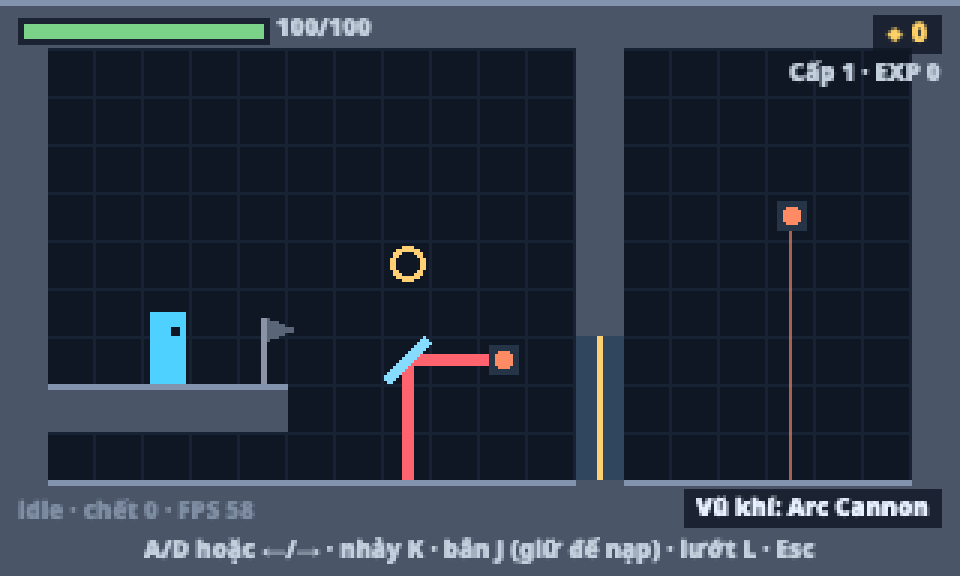 100/100
0
Cấp 1 · EXP 0
idle · chết 0 · FPS 58
Vũ khí: Arc Cannon
A/D hoặc ←/→ · nhảy K · bắn J (giữ để nạp) · lướt L · Esc